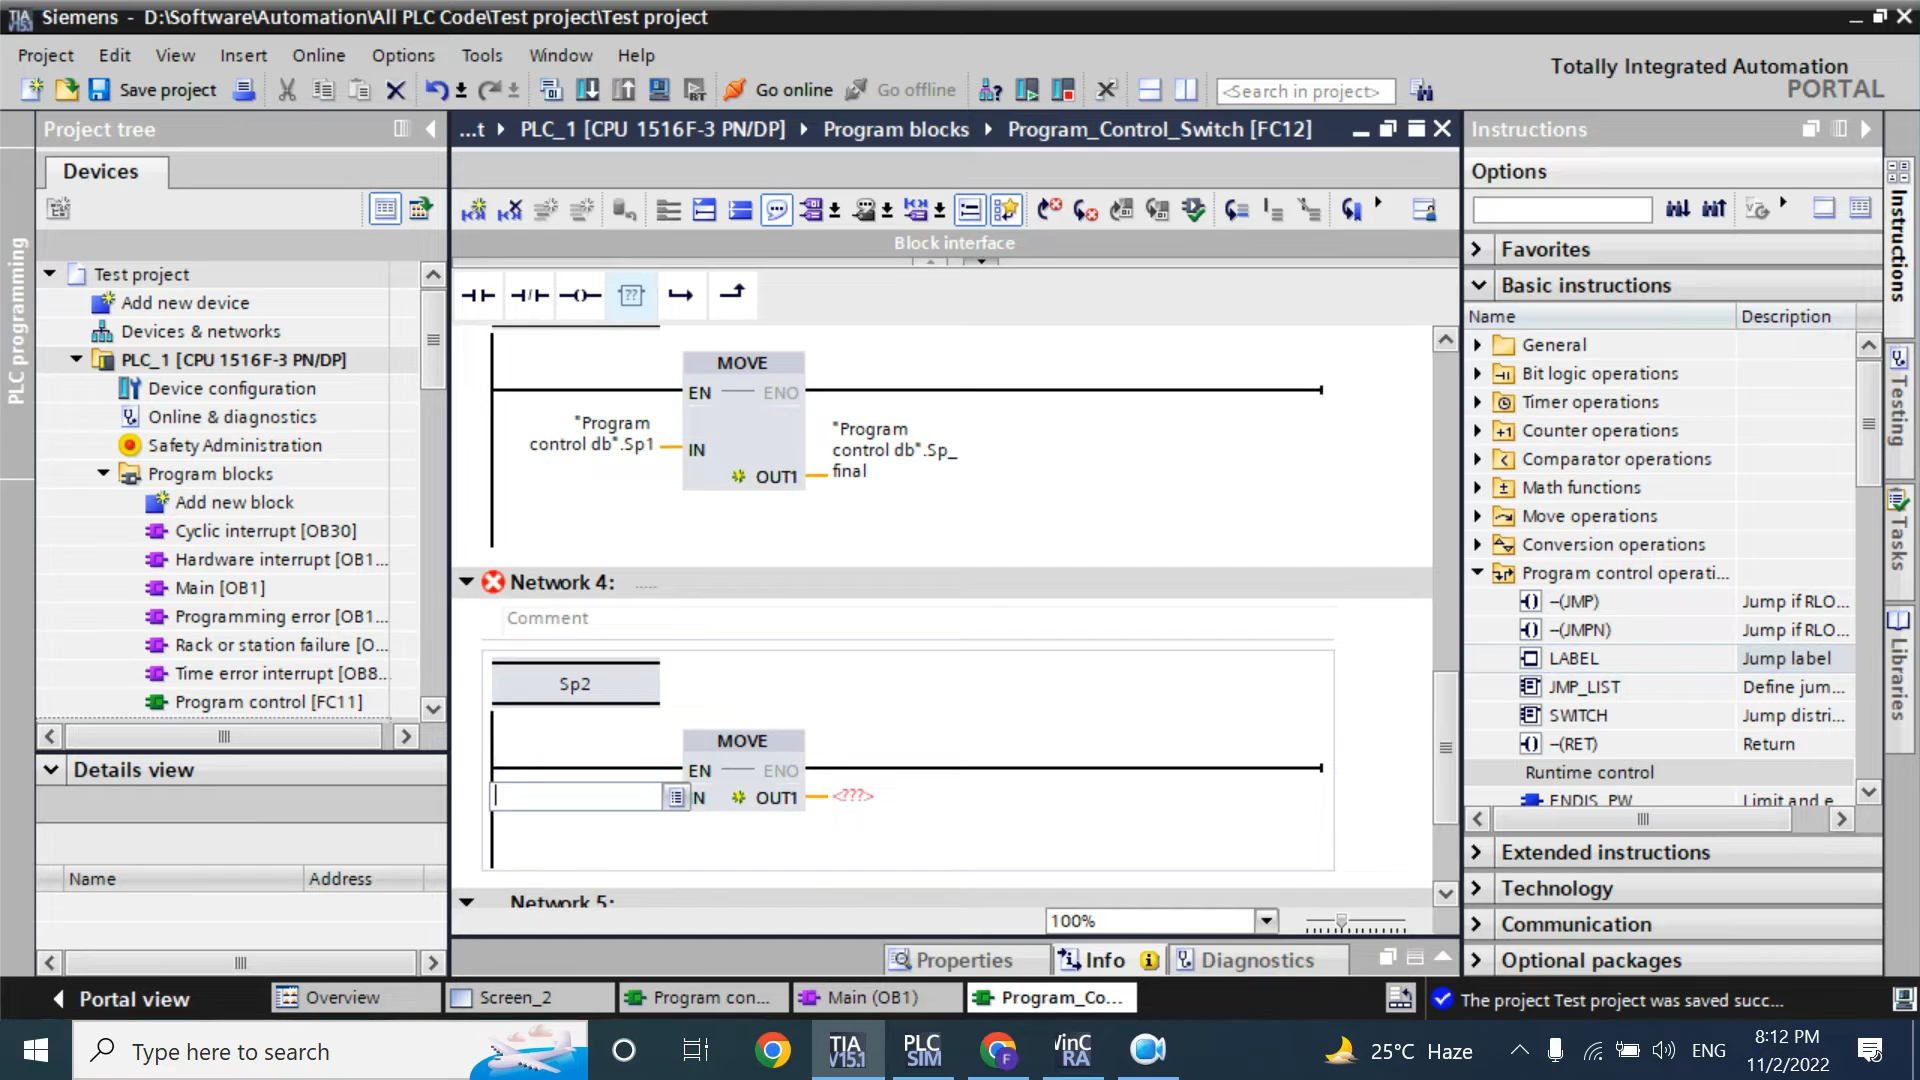 TIA V15.1 Siemens - D:\Software\Automation\All PLC Code\Test project\Test project
Project Edit View Insert Online Options Tools Window Help
Totally Integrated Automation
PORTAL
Save project Go online Go offline <Search in project>
Project tree
...t PLC_1 [CPU 1516F-3 PN/DP] Program blocks Program_Control_Switch [FC12]
Instructions
Devices
Options
PLC programming
Block interface
Test project
Add new device
Devices & networks
PLC_1 [CPU 1516F-3 PN/DP]
Device configuration
Online & diagnostics
Safety Administration
Program blocks
Add new block
Cyclic interrupt [OB30]
Hardware interrupt [OB1...
Main [OB1]
Programming error [OB1...
Rack or station failure [O...
Time error interrupt [OB8...
Program control [FC11]
Details view
Name Address
??
MOVE
EN ENO
"Program
control db".Sp1
IN
OUT1
"Program
control db".Sp_
final
Network 4: .....
Comment
Sp2
MOVE
EN ENO
N OUT1 <???>
Network 5:
100%
Properties Info Diagnostics
Favorites
Basic instructions
Name Description
General
Bit logic operations
Timer operations
Counter operations
Comparator operations
Math functions
Move operations
Conversion operations
Program control operati...
–(JMP) Jump if RLO...
–(JMPN) Jump if RLO...
LABEL Jump label
JMP_LIST Define jum...
SWITCH Jump distri...
–(RET) Return
Runtime control
ENDIS_PW Limit and e
Extended instructions
Technology
Communication
Optional packages
Instructions
Testing
Tasks
Libraries
Portal view Overview Screen_2 Program con... Main (OB1) Program_Co... The project Test project was saved succ...
Type here to search
TIA
V15.1
PLC
SIM
F
WinC
RA
25°C Haze
ENG
8:12 PM
11/2/2022